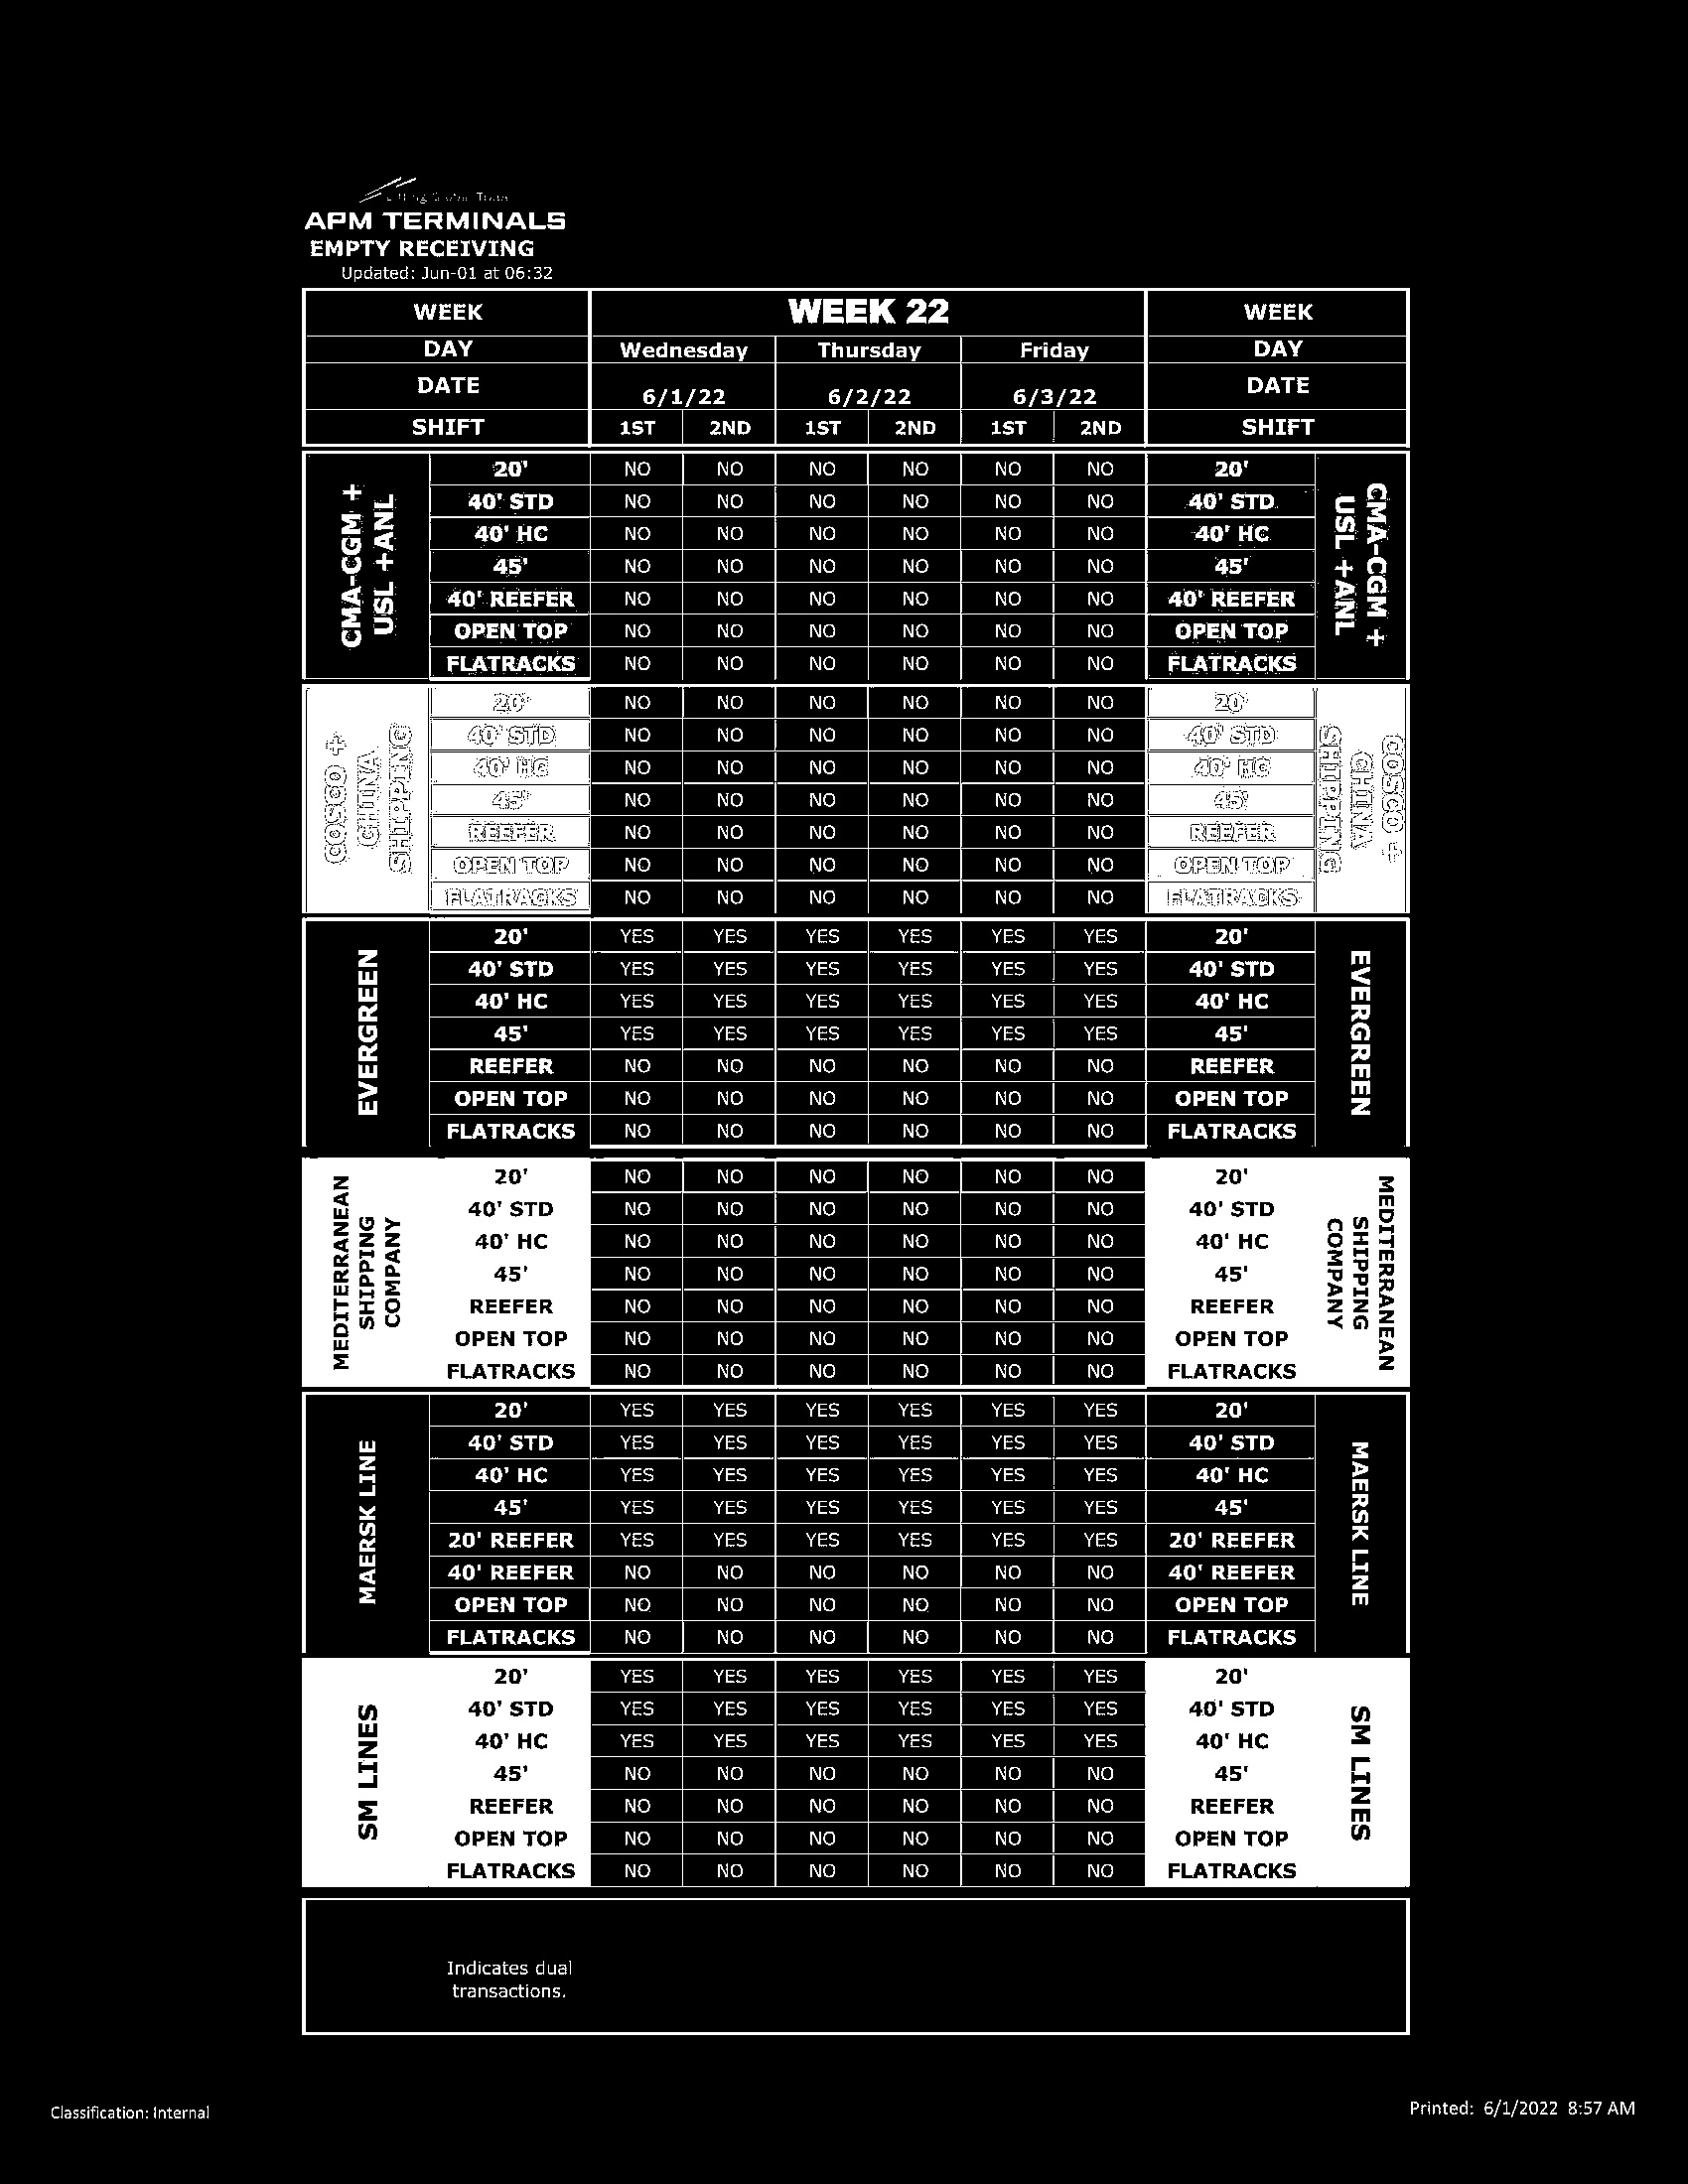 APM TERMINALS
EMPTY RECEIVING
Updated: Jun-01 at 06:32
WEEK WEEK 22 WEEK
DAY Wednesday Thursday Friday DAY
DATE 6/1/22 6/2/22 6/3/22 DATE
SHIFT 1ST 2ND 1ST 2ND 1ST 2ND SHIFT
CMA-CGM + USL +ANL
20' NO NO NO NO NO NO 20'
40' STD NO NO NO NO NO NO 40' STD
40' HC NO NO NO NO NO NO 40' HC
45' NO NO NO NO NO NO 45'
40' REEFER NO NO NO NO NO NO 40' REEFER
OPEN TOP NO NO NO NO NO NO OPEN TOP
FLATRACKS NO NO NO NO NO NO FLATRACKS
CMA-CGM + USL +ANL
COSCO + CHINA SHIPPENG
20' NO NO NO NO NO NO 20'
40' STD NO NO NO NO NO NO 40' STD
40' HC NO NO NO NO NO NO 40' HC
45' NO NO NO NO NO NO 45'
REEFER NO NO NO NO NO NO REEFER
OPEN TOP NO NO NO NO NO NO OPEN TOP
FLATRACKS NO NO NO NO NO NO FLATRACKS
COSCO + CHINA SHIPPING
EVERGREEN
20' YES YES YES YES YES YES 20'
40' STD YES YES YES YES YES YES 40' STD
40' HC YES YES YES YES YES YES 40' HC
45' YES YES YES YES YES YES 45'
REEFER NO NO NO NO NO NO REEFER
OPEN TOP NO NO NO NO NO NO OPEN TOP
FLATRACKS NO NO NO NO NO NO FLATRACKS
EVERGREEN
MEDITERRANEAN SHIPPING COMPANY
20' NO NO NO NO NO NO 20'
40' STD NO NO NO NO NO NO 40' STD
40' HC NO NO NO NO NO NO 40' HC
45' NO NO NO NO NO NO 45'
REEFER NO NO NO NO NO NO REEFER
OPEN TOP NO NO NO NO NO NO OPEN TOP
FLATRACKS NO NO NO NO NO NO FLATRACKS
MEDITERRANEAN SHIPPING COMPANY
MAERSK LINE
20' YES YES YES YES YES YES 20'
40' STD YES YES YES YES YES YES 40' STD
40' HC YES YES YES YES YES YES 40' HC
45' YES YES YES YES YES YES 45'
20' REEFER YES YES YES YES YES YES 20' REEFER
40' REEFER NO NO NO NO NO NO 40' REEFER
OPEN TOP NO NO NO NO NO NO OPEN TOP
FLATRACKS NO NO NO NO NO NO FLATRACKS
MAERSK LINE
SM LINES
20' YES YES YES YES YES YES 20'
40' STD YES YES YES YES YES YES 40' STD
40' HC YES YES YES YES YES YES 40' HC
45' NO NO NO NO NO NO 45'
REEFER NO NO NO NO NO NO REEFER
OPEN TOP NO NO NO NO NO NO OPEN TOP
FLATRACKS NO NO NO NO NO NO FLATRACKS
SM LINES
Indicates dual
transactions.
Classification: Internal
Printed: 6/1/2022 8:57 AM